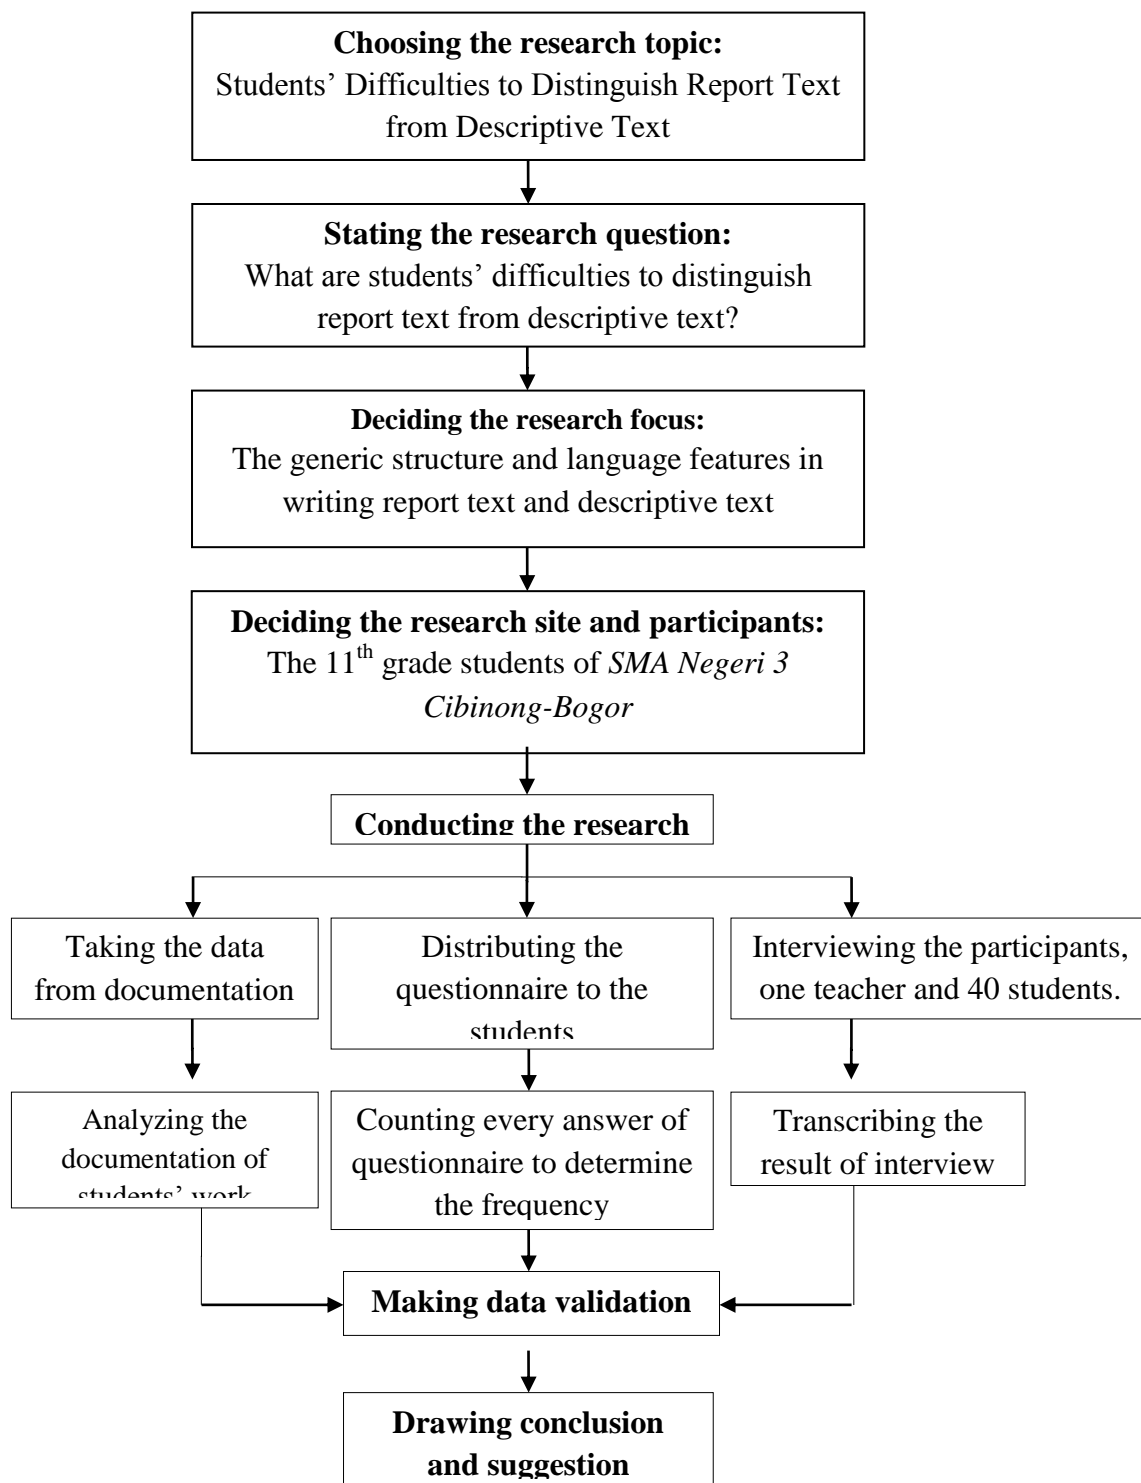 Choosing the research topic:
Students’ Difficulties to Distinguish Report Text
from Descriptive Text
Stating the research question:
What are students’ difficulties to distinguish
report text from descriptive text?
Deciding the research focus:
The generic structure and language features in
writing report text and descriptive text
Deciding the research site and participants:
The 11th grade students of SMA Negeri 3
Cibinong-Bogor
Conducting the research
Taking the data
from documentation
Distributing the
questionnaire to the
students
Interviewing the participants,
one teacher and 40 students.
Analyzing the
documentation of
students’ work
Counting every answer of
questionnaire to determine
the frequency
Transcribing the
result of interview
Making data validation
Drawing conclusion
and suggestion